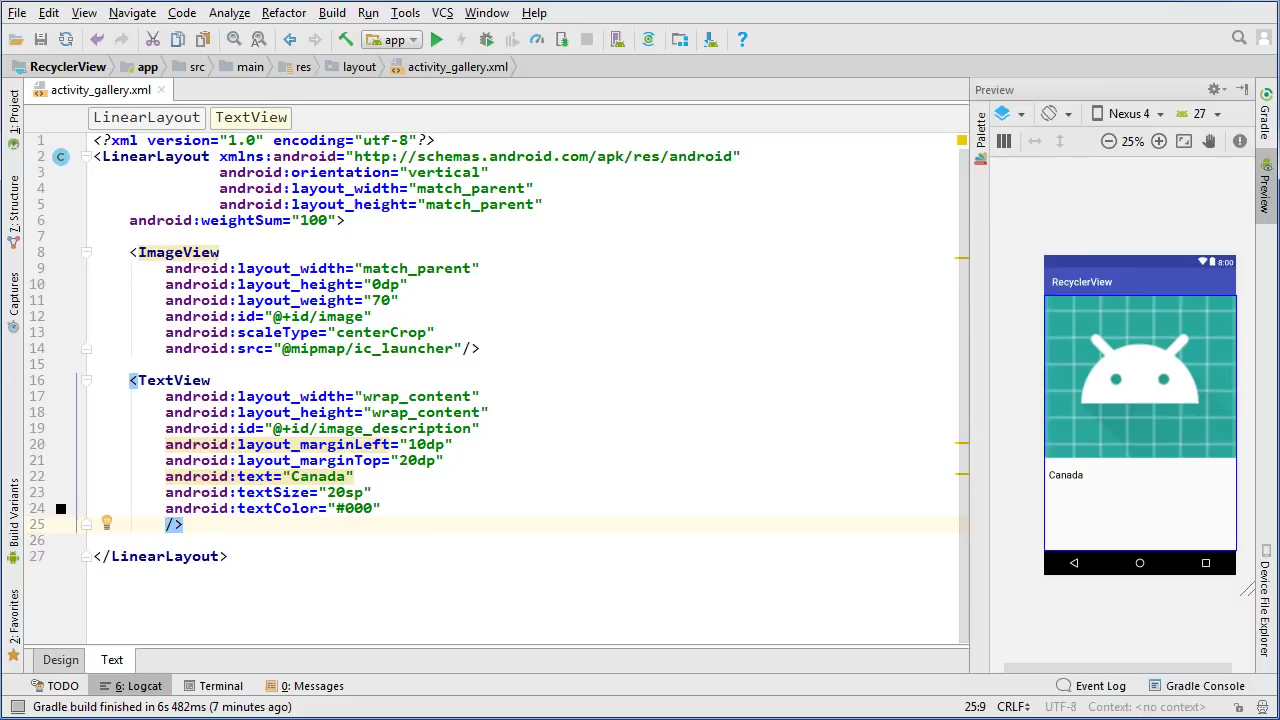 File Edit View Navigate Code Analyze Refactor Build Run Tools VCS Window Help
app
RecyclerView app src main res layout activity_gallery.xml
activity_gallery.xml
Preview
LinearLayout TextView
Nexus 4 27
25%
1 <?xml version="1.0" encoding="utf-8"?>
2 <LinearLayout xmlns:android="http://schemas.android.com/apk/res/android"
3 android:orientation="vertical"
4 android:layout_width="match_parent"
5 android:layout_height="match_parent"
6 android:weightSum="100">
7
8 <ImageView
9 android:layout_width="match_parent"
10 android:layout_height="0dp"
11 android:layout_weight="70"
12 android:id="@+id/image"
13 android:scaleType="centerCrop"
14 android:src="@mipmap/ic_launcher"/>
15
16 <TextView
17 android:layout_width="wrap_content"
18 android:layout_height="wrap_content"
19 android:id="@+id/image_description"
20 android:layout_marginLeft="10dp"
21 android:layout_marginTop="20dp"
22 android:text="Canada"
23 android:textSize="20sp"
24 android:textColor="#000"
25 />
26
27 </LinearLayout>
1: Project
7: Structure
Captures
Build Variants
2: Favorites
Palette
8:00
RecyclerView
Canada
Gradle
Preview
Device File Explorer
Design Text
TODO 6: Logcat Terminal 0: Messages Event Log Gradle Console
Gradle build finished in 6s 482ms (7 minutes ago) 25:9 CRLF UTF-8 Context: <no context>